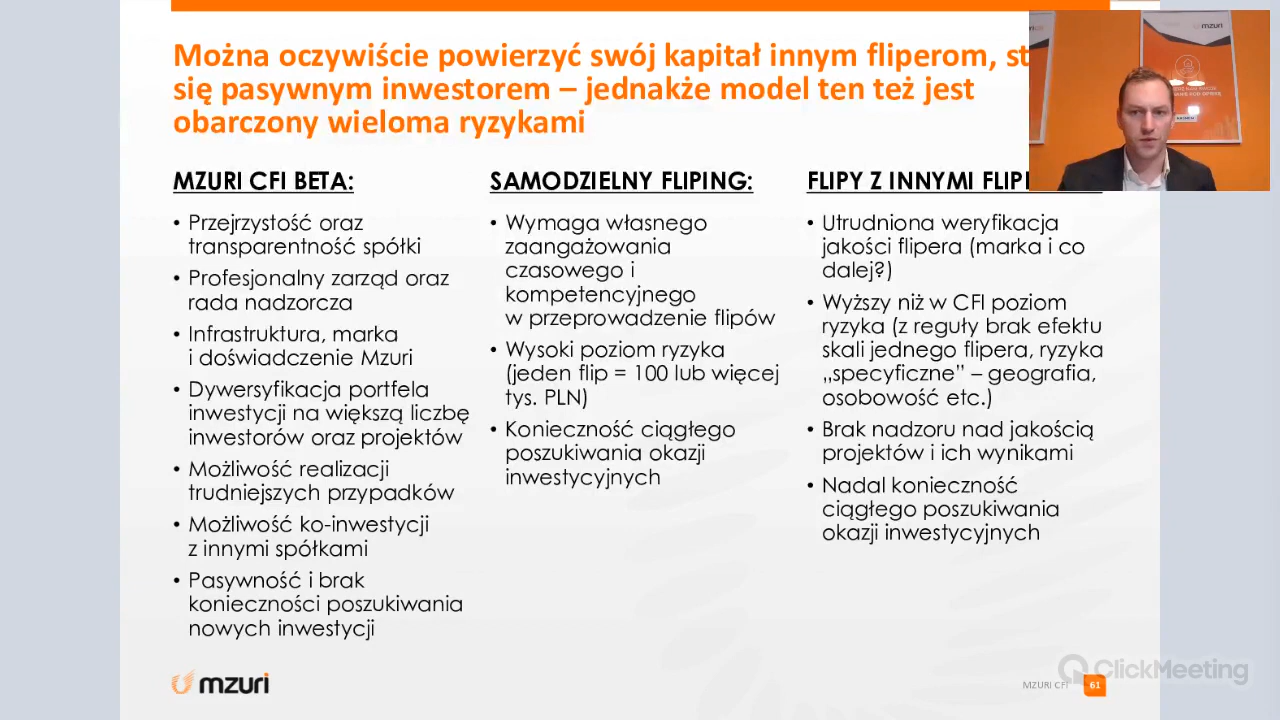 Można oczywiście powierzyć swój kapitał innym fliperom,
się pasywnym inwestorem – jednakże model ten też jest
obarczony wieloma ryzykami
MZURI CFI BETA:
• Przejrzystość oraz
transparentność spółki
• Profesjonalny zarząd oraz
rada nadzorcza
• Infrastruktura, marka
i doświadczenie Mzuri
• Dywersyfikacja portfela
inwestycji na większą liczbę
inwestorów oraz projektów
• Możliwość realizacji
trudniejszych przypadków
• Możliwość ko-inwestycji
z innymi spółkami
• Pasywność i brak
konieczności poszukiwania
nowych inwestycji
SAMODZIELNY FLIPING:
• Wymaga własnego
zaangażowania
czasowego i
kompetencyjnego
w przeprowadzenie flipów
• Wysoki poziom ryzyka
(jeden flip = 100 lub więcej
tys. PLN)
• Konieczność ciągłego
poszukiwania okazji
inwestycyjnych
FLIPY Z INNYMI
• Utrudniona weryfikacja
jakości flipera (marka i co
dalej?)
• Wyższy niż w CFI poziom
ryzyka (z reguły brak efektu
skali jednego flipera, ryzyka
„specyficzne” – geografia,
osobowość etc.)
• Brak nadzoru nad jakością
projektów i ich wynikami
• Nadal konieczność
ciągłego poszukiwania
okazji inwestycyjnych
mzuri
mzuri
MZURI CFI
61
ClickMeeting